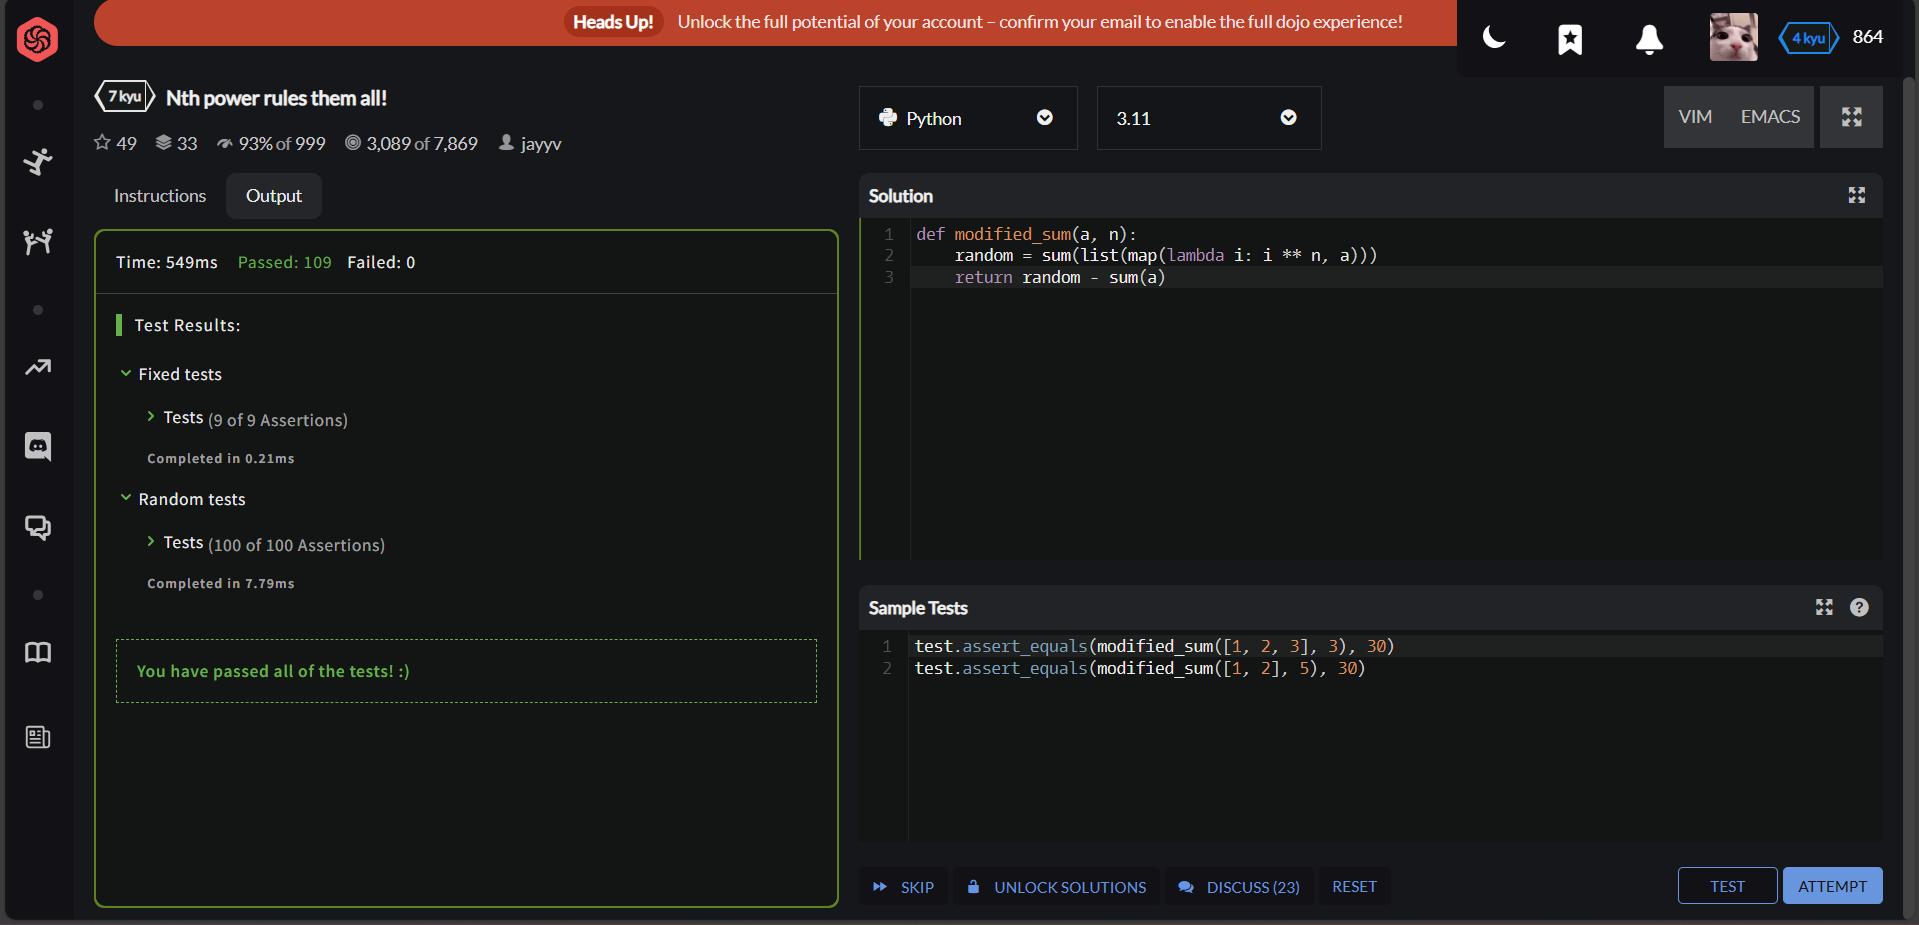 Heads Up! Unlock the full potential of your account – confirm your email to enable the full dojo experience!
4 kyu 864
7 kyu Nth power rules them all!
49 33 93% of 999 3,089 of 7,869 jayyv
Instructions Output
Time: 549ms Passed: 109 Failed: 0
Test Results:
Fixed tests
Tests (9 of 9 Assertions)
Completed in 0.21ms
Random tests
Tests (100 of 100 Assertions)
Completed in 7.79ms
You have passed all of the tests! :)
Python 3.11 VIM EMACS
Solution
1 def modified_sum(a, n):
2     random = sum(list(map(lambda i: i ** n, a)))
3     return random - sum(a)
Sample Tests
1 test.assert_equals(modified_sum([1, 2, 3], 3), 30)
2 test.assert_equals(modified_sum([1, 2], 5), 30)
SKIP UNLOCK SOLUTIONS DISCUSS (23) RESET TEST ATTEMPT